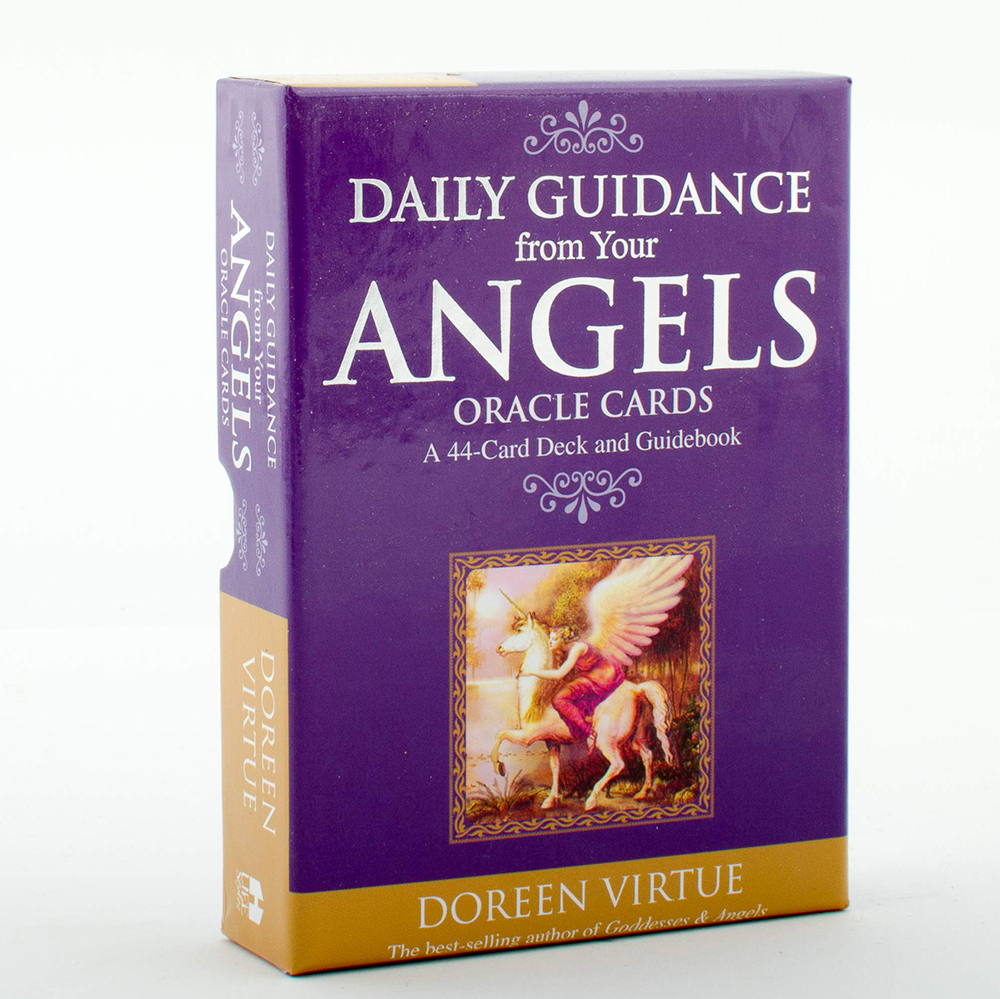 DAILY GUIDANCE
from Your
ANGELS
ORACLE CARDS
A 44-Card Deck and Guidebook
DOREEN VIRTUE
The best-selling author of Goddesses & Angels
DAILY GUIDANCE
from Your
ANGELS
ORACLE CARDS
DOREEN
VIRTUE